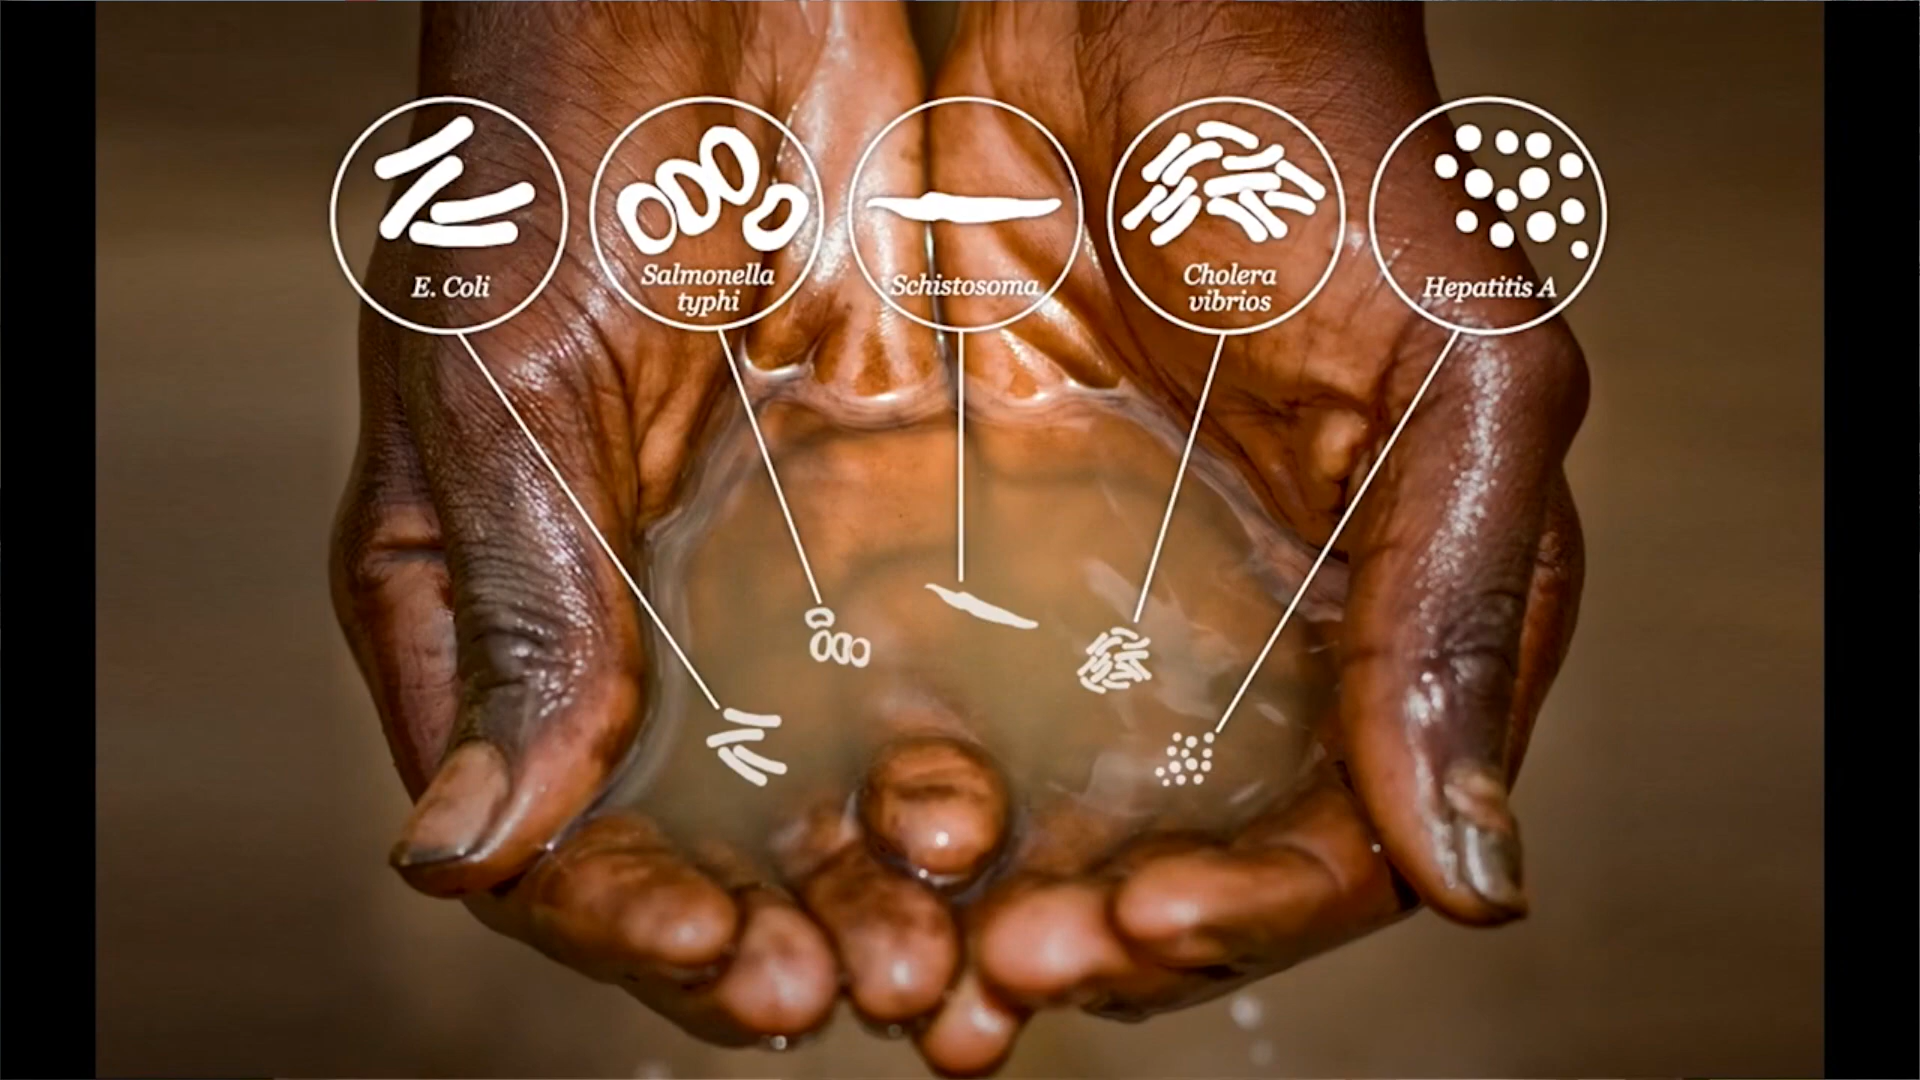 E. Coli
Salmonella
typhi
Schistosoma
Cholera
vibrios
Hepatitis A